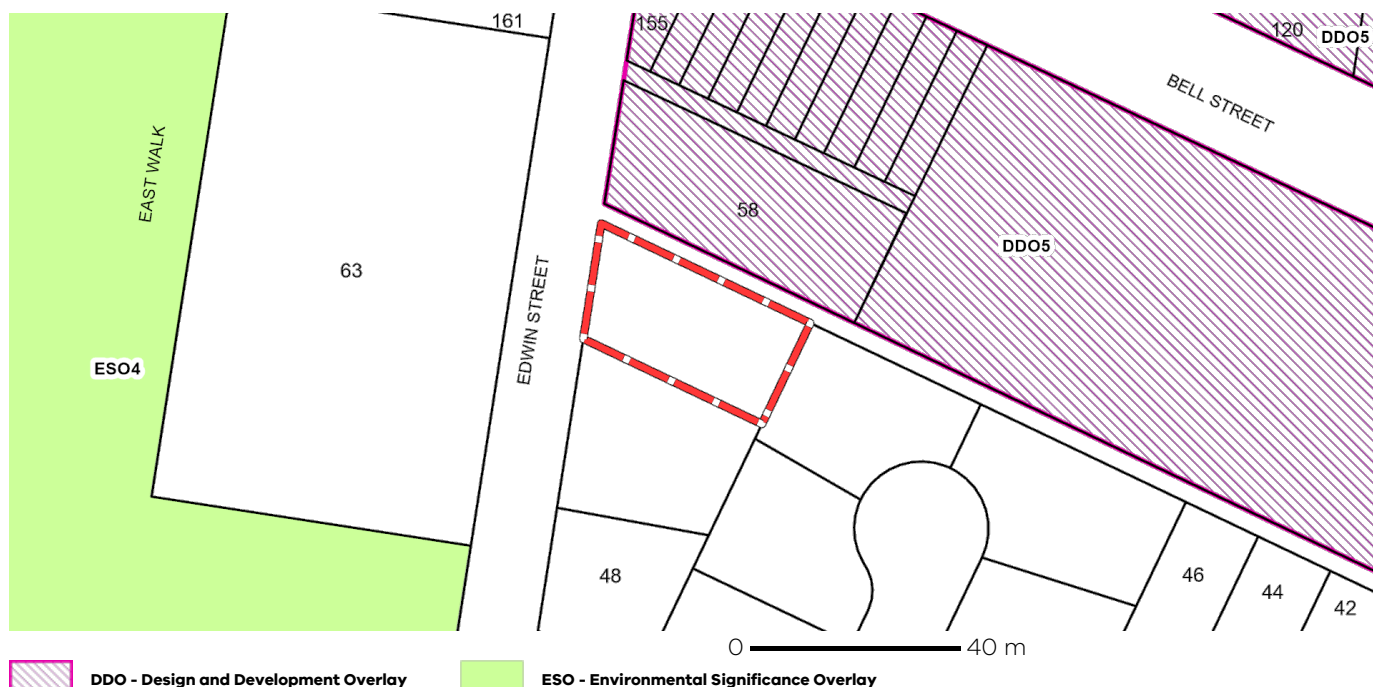 161
155
120
DDO5
BELL STREET
EAST WALK
58
DDO5
63
EDWIN STREET
ESO4
48
46
44
42
0 40 m
DDO - Design and Development Overlay
ESO - Environmental Significance Overlay